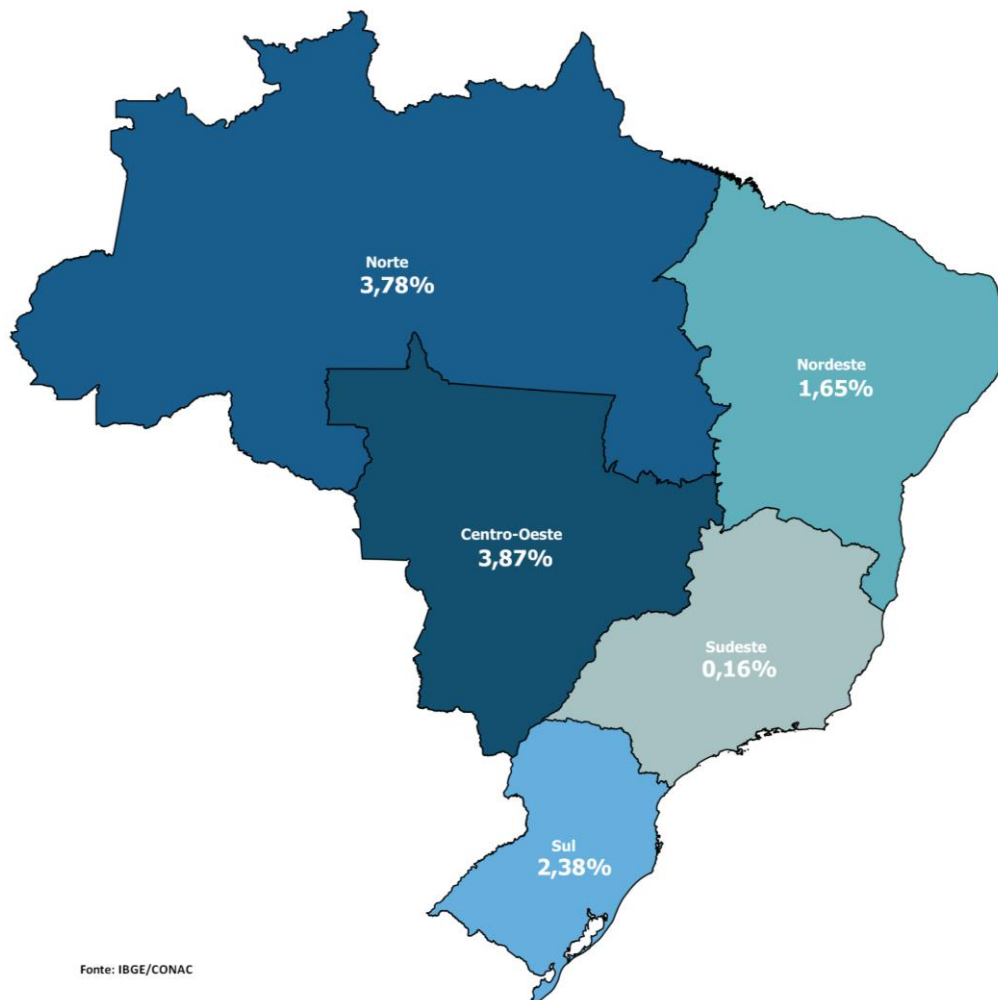 Norte
3,78%
Nordeste
1,65%
Centro-Oeste
3,87%
Sudeste
0,16%
Sul
2,38%
Fonte: IBGE/CONAC